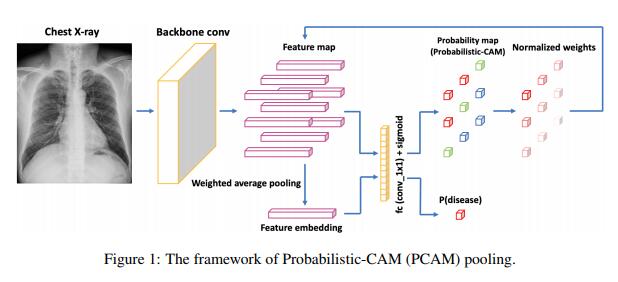 Chest X-ray
Backbone conv
Feature map
Probability map
(Probabilistic-CAM)
Normalized weights
fc (conv_1x1) + sigmoid
Weighted average pooling
Feature embedding
P(disease)
Figure 1: The framework of Probabilistic-CAM (PCAM) pooling.